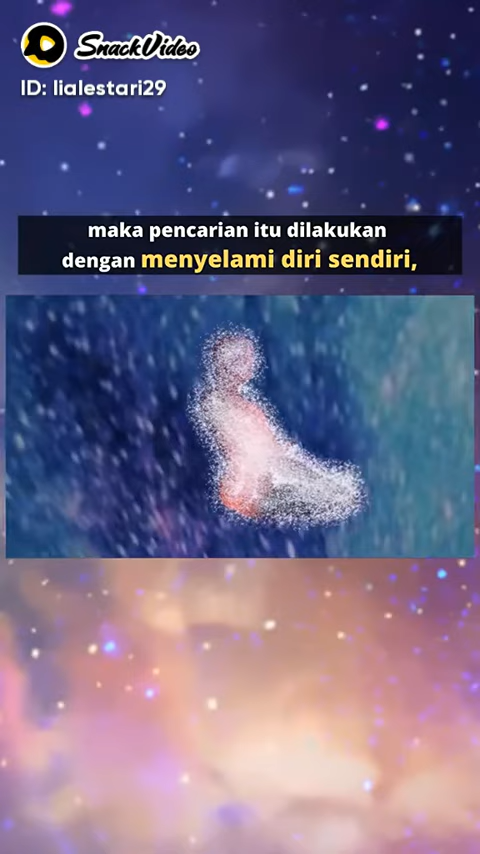 SnackVideo
ID: lialestari29
maka pencarian itu dilakukan
dengan menyelami diri sendiri,